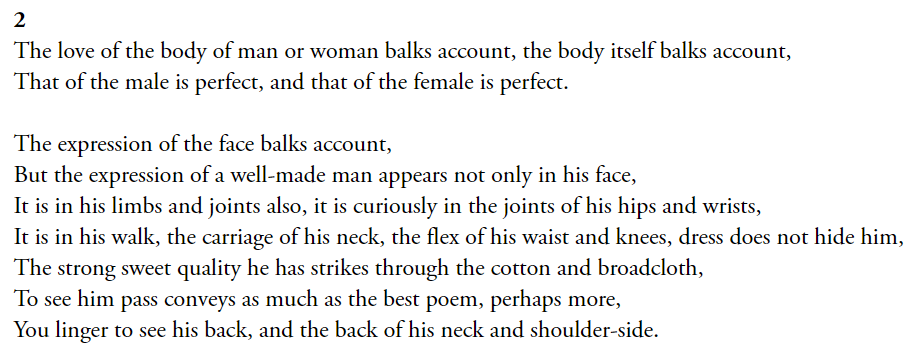 2
The love of the body of man or woman balks account, the body itself balks account,
That of the male is perfect, and that of the female is perfect.

The expression of the face balks account,
But the expression of a well-made man appears not only in his face,
It is in his limbs and joints also, it is curiously in the joints of his hips and wrists,
It is in his walk, the carriage of his neck, the flex of his waist and knees, dress does not hide him,
The strong sweet quality he has strikes through the cotton and broadcloth,
To see him pass conveys as much as the best poem, perhaps more,
You linger to see his back, and the back of his neck and shoulder-side.